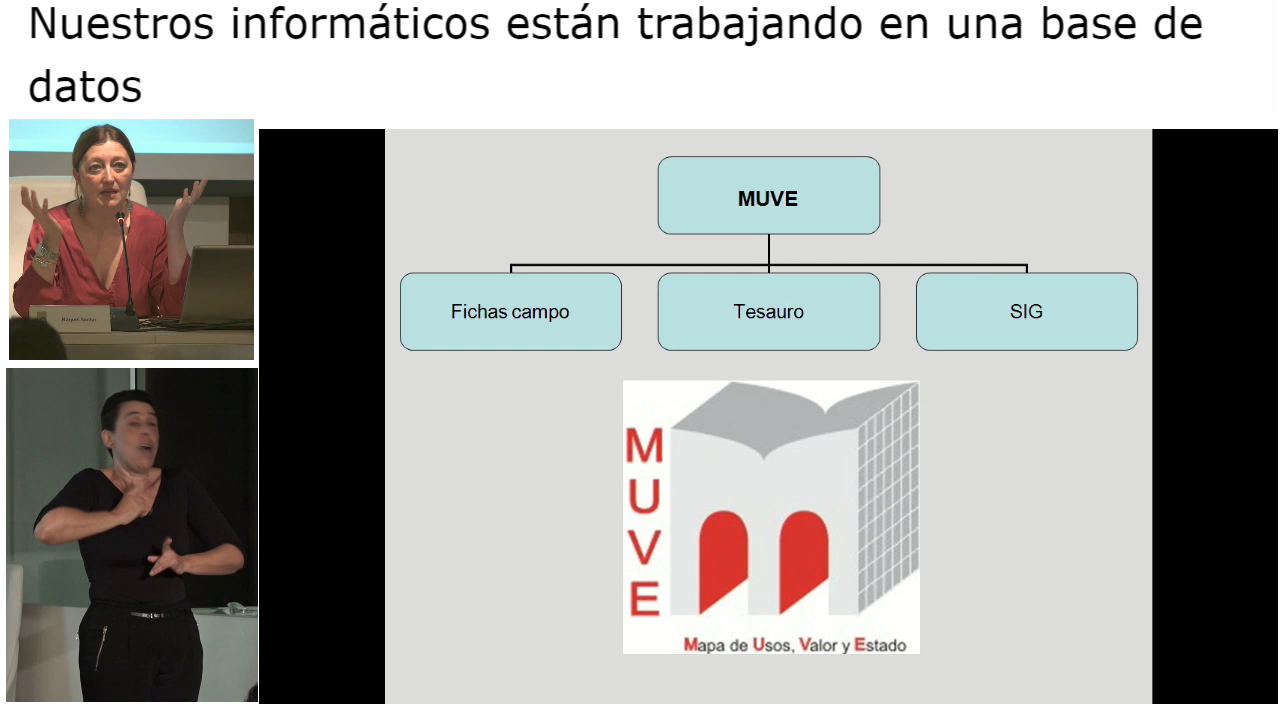 Nuestros informáticos están trabajando en una base de
datos
MUVE
Fichas campo
Tesauro
SIG
M
U
V
E
Mapa de Usos, Valor y Estado